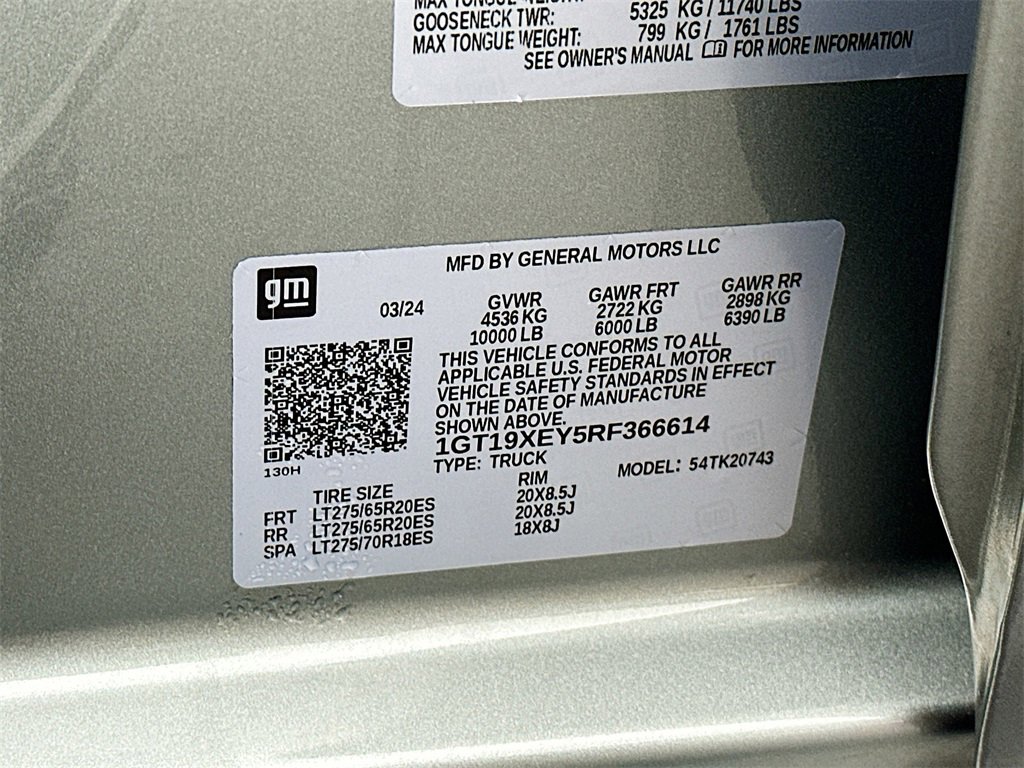 MAX TONGUE WEIGHT:
GOOSENECK TWR: 5325 KG / 11740 LBS
MAX TONGUE WEIGHT: 799 KG / 1761 LBS
SEE OWNER'S MANUAL FOR MORE INFORMATION
gm
MFD BY GENERAL MOTORS LLC
03/24
GVWR GAWR FRT GAWR RR
4536 KG 2722 KG 2898 KG
10000 LB 6000 LB 6390 LB
THIS VEHICLE CONFORMS TO ALL
APPLICABLE U.S. FEDERAL MOTOR
VEHICLE SAFETY STANDARDS IN EFFECT
ON THE DATE OF MANUFACTURE
SHOWN ABOVE.
1GT19XEY5RF366614
130H
TYPE: TRUCK MODEL: 54TK20743
TIRE SIZE RIM
FRT LT275/65R20ES 20X8.5J
RR LT275/65R20ES 20X8.5J
SPA LT275/70R18ES 18X8J